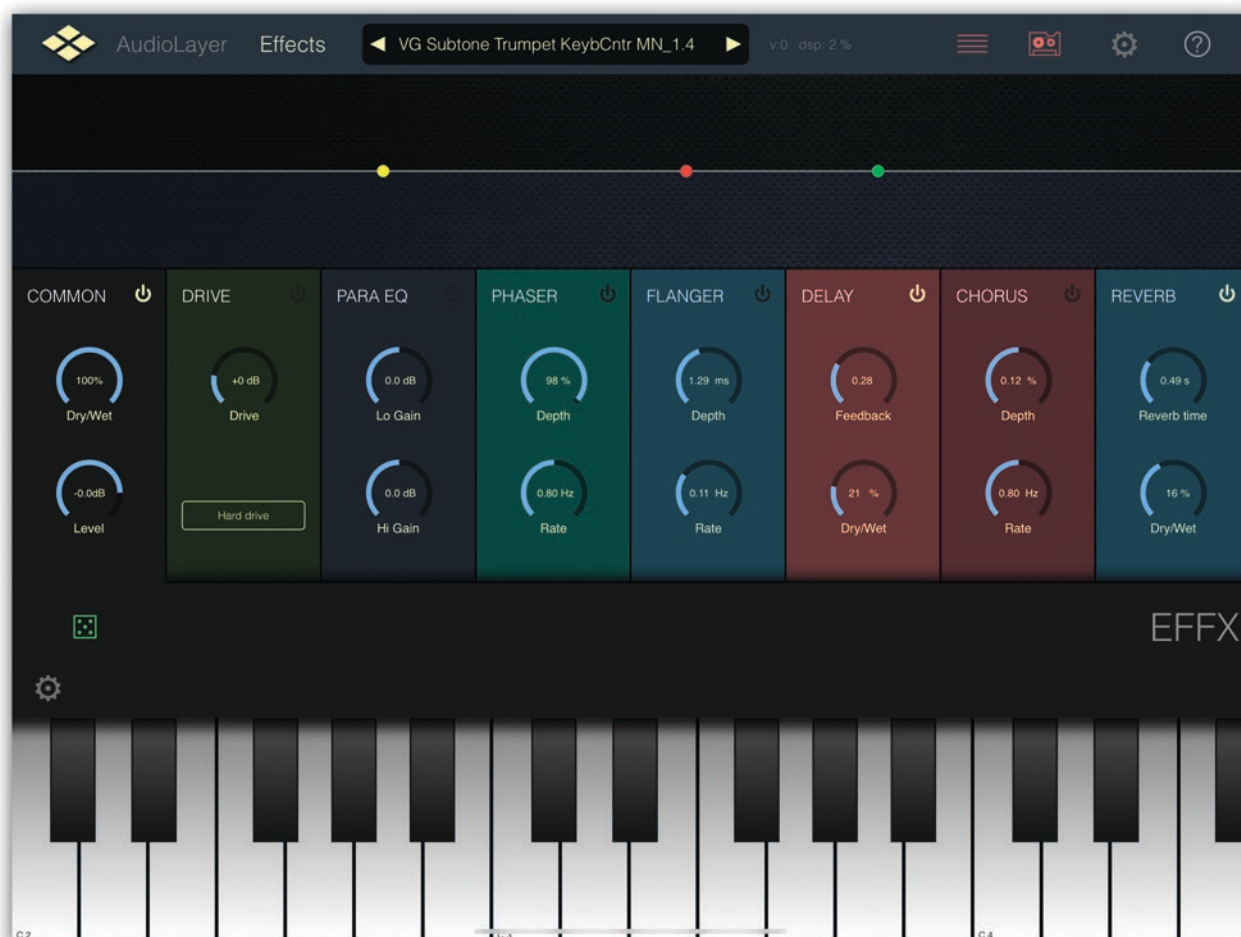 AudioLayer Effects VG Subtone Trumpet KeybCntr MN_1.4 v:0 dsp: 2 % ?
COMMON DRIVE PARA EQ PHASER FLANGER DELAY CHORUS REVERB
100% +0 dB 0.0 dB 98 % 1.29 ms 0.28 0.12 % 0.49 s
Dry/Wet Drive Lo Gain Depth Depth Feedback Depth Reverb time
-0.0dB 0.0 dB 0.80 Hz 0.11 Hz 21 % 0.80 Hz 16 %
Hard drive
Level Hi Gain Rate Rate Dry/Wet Rate Dry/Wet
EFFX
C 2 C 4